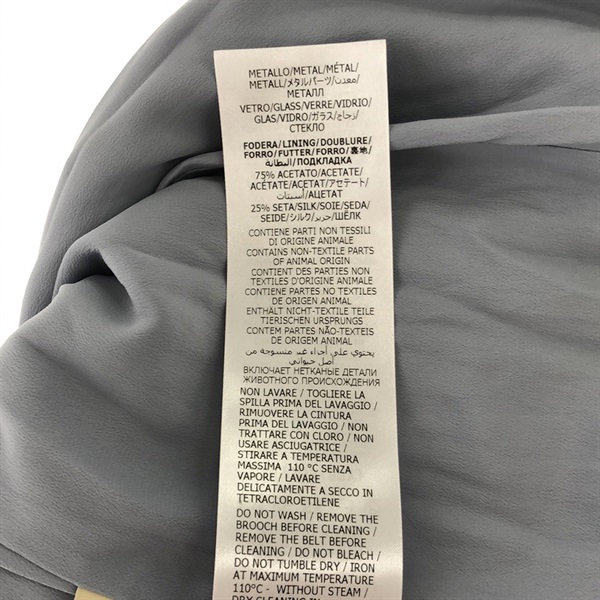 METALLO/METAL/MÉTAL/
METALL/メタルパーツ/معدن/
МЕТАЛЛ
VETRO/GLASS/VERRE/VIDRIO/
GLAS/VIDRO/ガラス/زجاج/
СТЕКЛО
FODERA/LINING/DOUBLURE/
FORRO/FUTTER/FORRO/裏地/
البطانة/ПОДКЛАДКА
75% ACETATO/ACETATE/
ACÉTATE/ACETAT/アセテート/
أسيتات/АЦЕТАТ
25% SETA/SILK/SOIE/SEDA/
SEIDE/シルク/حرير/ШЁЛК
CONTIENE PARTI NON TESSILI
DI ORIGINE ANIMALE
CONTAINS NON-TEXTILE PARTS
OF ANIMAL ORIGIN
CONTIENT DES PARTIES NON
TEXTILES D'ORIGINE ANIMALE
CONTIENE PARTES NO TEXTILES
DE ORIGEN ANIMAL
ENTHÄLT NICHT-TEXTILE TEILE
TIERISCHEN URSPRUNGS
CONTEM PARTES NÃO-TEXTEIS
DE ORIGEM ANIMAL
يحتوي على أجزاء غير منسوجة من
أصل حيواني
ВКЛЮЧАЕТ НЕТКАНЫЕ ДЕТАЛИ
ЖИВОТНОГО ПРОИСХОЖДЕНИЯ
NON LAVARE / TOGLIERE LA
SPILLA PRIMA DEL LAVAGGIO /
RIMUOVERE LA CINTURA
PRIMA DEL LAVAGGIO / NON
TRATTARE CON CLORO / NON
USARE ASCIUGATRICE /
STIRARE A TEMPERATURA
MASSIMA 110 °C SENZA
VAPORE / LAVARE
DELICATAMENTE A SECCO IN
TETRACLOROETILENE
DO NOT WASH / REMOVE THE
BROOCH BEFORE CLEANING /
REMOVE THE BELT BEFORE
CLEANING / DO NOT BLEACH /
DO NOT TUMBLE DRY / IRON
AT MAXIMUM TEMPERATURE
110°C - WITHOUT STEAM /
DRY CLEANING IN